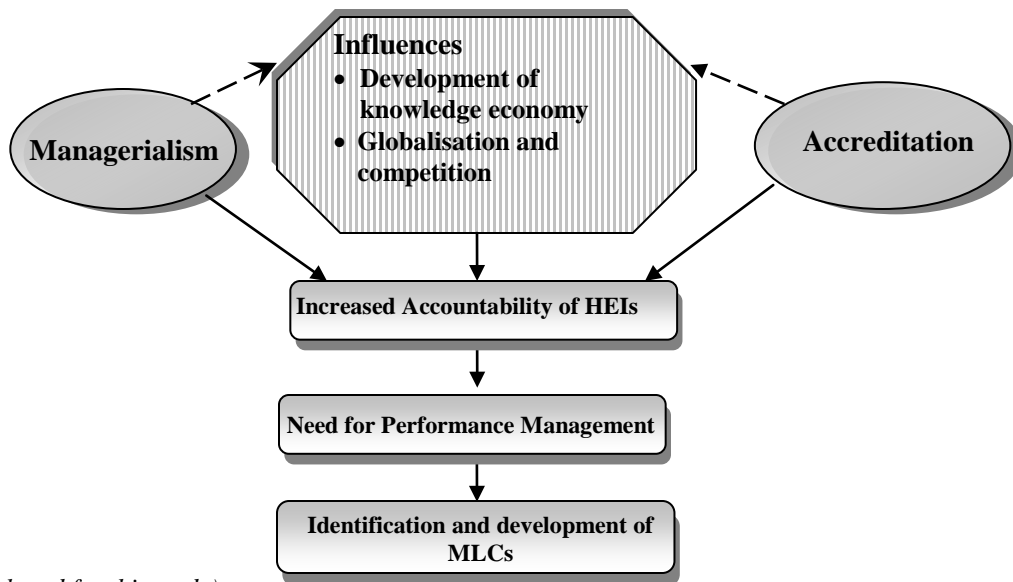 Influences
• Development of
knowledge economy
• Globalisation and
competition
Managerialism
Accreditation
Increased Accountability of HEIs
Need for Performance Management
Identification and development of
MLCs